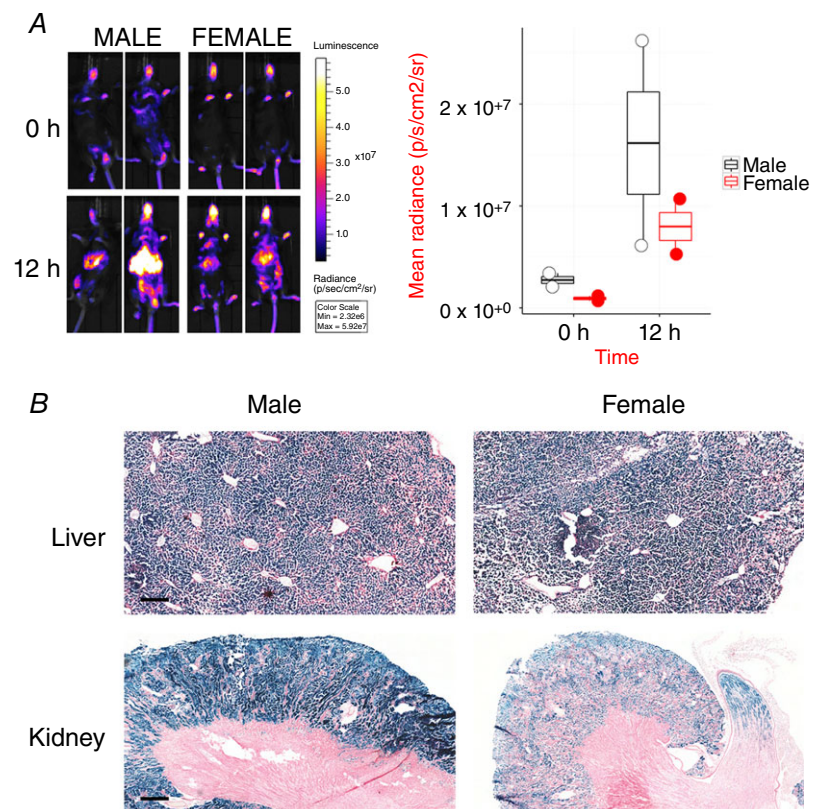 A
MALE FEMALE
0 h
12 h
Luminescence
5.0
4.0
x10⁷
3.0
2.0
1.0
Radiance
(p/sec/cm²/sr)
Color Scale
Min = 2.32e6
Max = 5.92e7
Mean radiance (p/s/cm2/sr)
2 x 10+7
1 x 10+7
0 x 10+0
0 h 12 h
Time
Male
Female
B
Male Female
Liver
Kidney